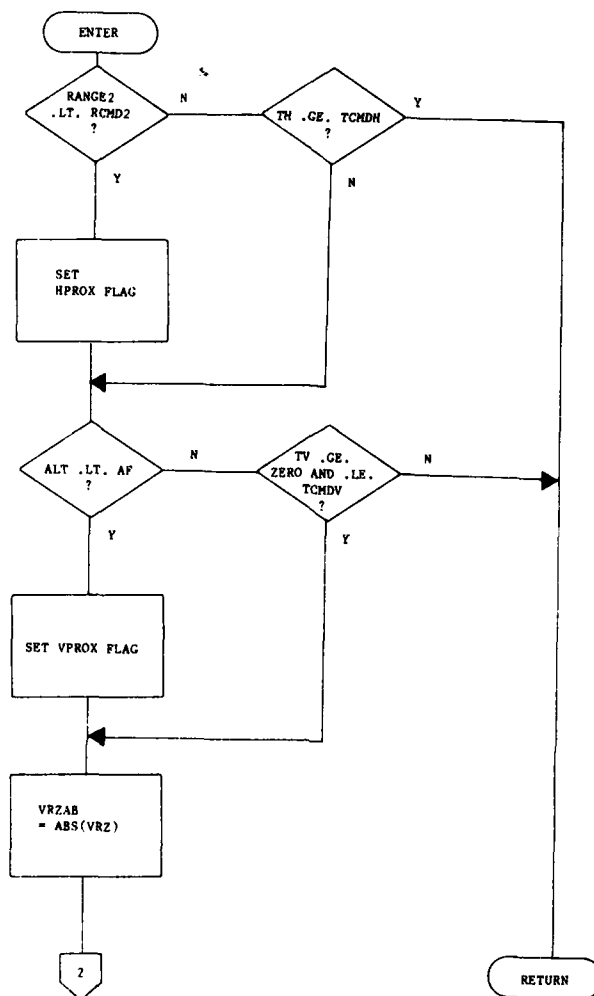 ENTER
RANGE2
.LT. RCMD2
?
N
TH .GE. TCMDH
?
Y
Y
N
SET
HPROX FLAG
ALT .LT. AF
?
N
TV .GE.
ZERO AND .LE.
TCMDV
?
N
Y
Y
SET VPROX FLAG
VRZAB
= ABS(VRZ)
2
RETURN